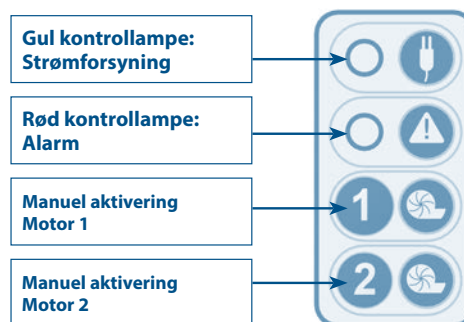 Gul kontrollampe:
Strømforsyning
Rød kontrollampe:
Alarm
Manuel aktivering
Motor 1
1
Manuel aktivering
Motor 2
2